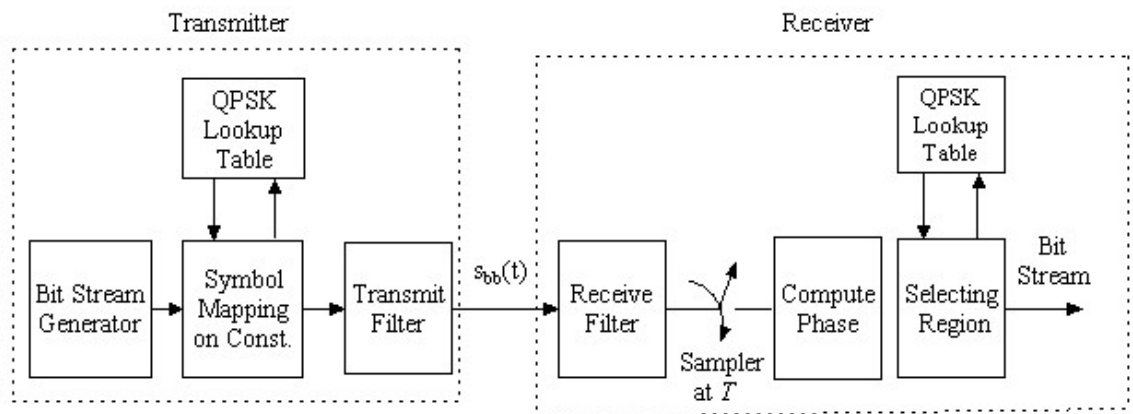 Transmitter
Receiver
QPSK
Lookup
Table
QPSK
Lookup
Table
Bit Stream
Generator
Symbol
Mapping
on Const.
Transmit
Filter
s_bb(t)
Receive
Filter
Sampler
at T
Compute
Phase
Selecting
Region
Bit
Stream